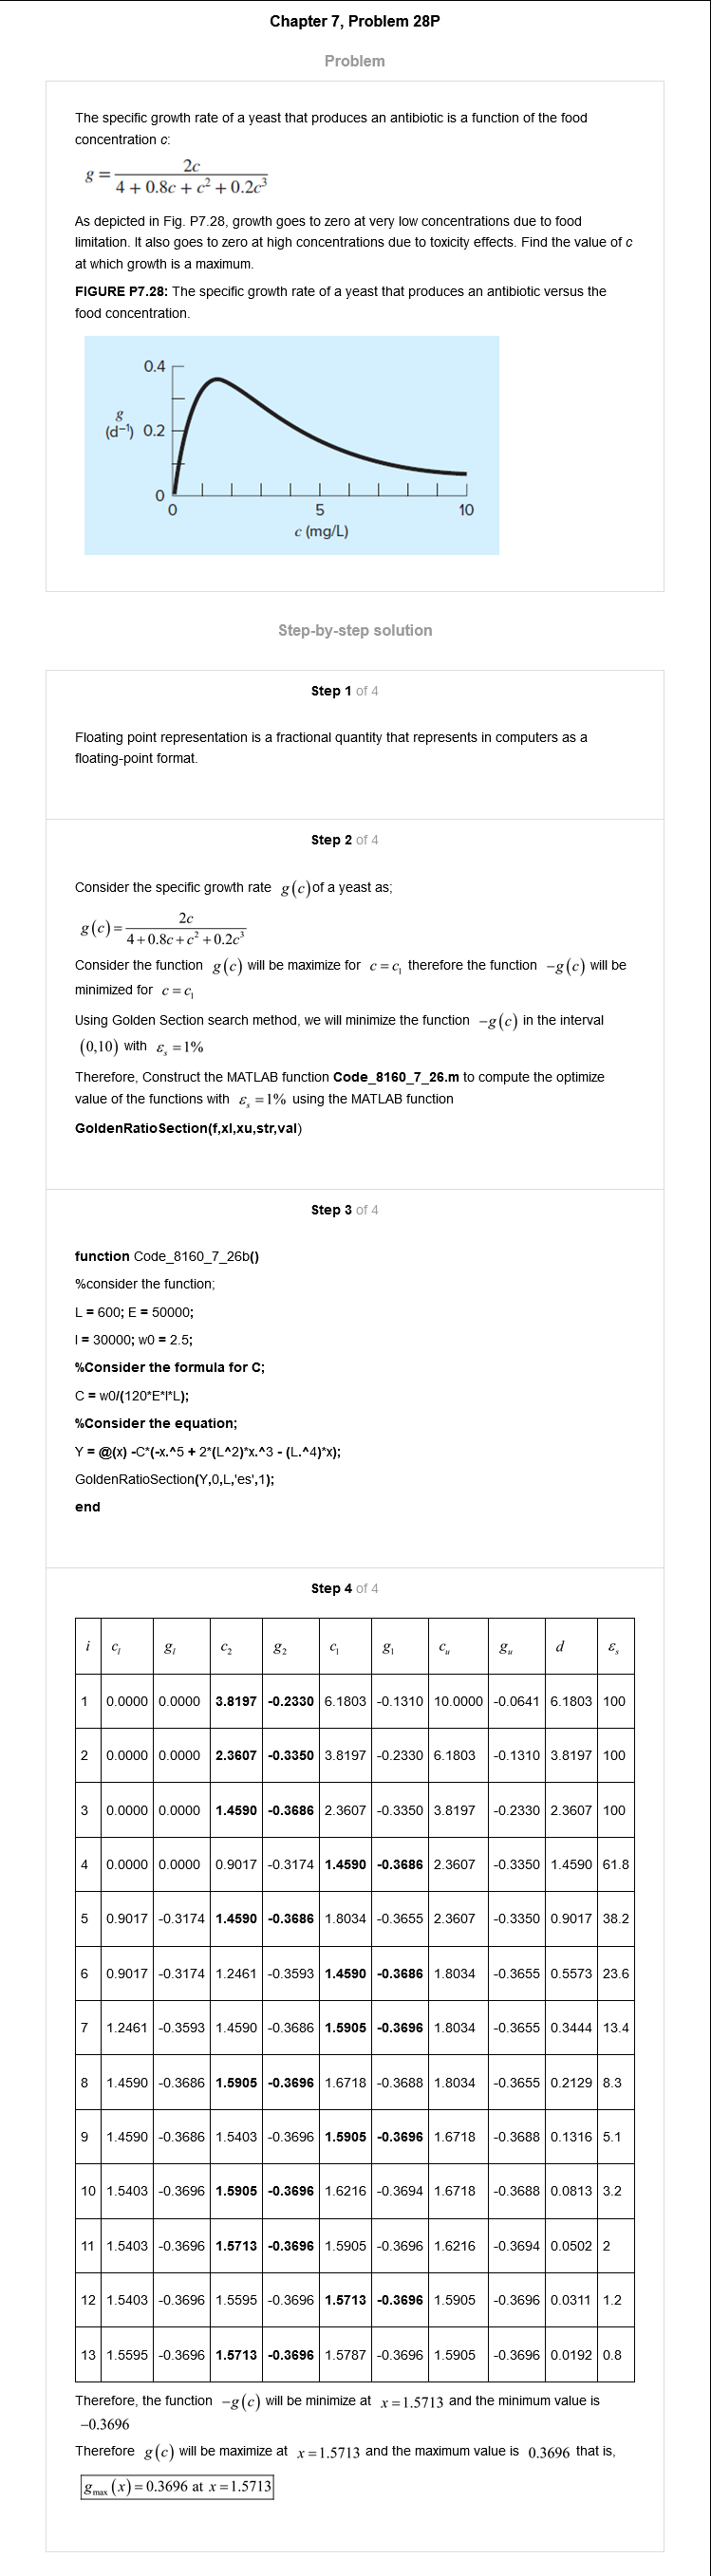 Chapter 7, Problem 28P
Problem
The specific growth rate of a yeast that produces an antibiotic is a function of the food
concentration c:
g = 2c / (4 + 0.8c + c² + 0.2c³)
As depicted in Fig. P7.28, growth goes to zero at very low concentrations due to food
limitation. It also goes to zero at high concentrations due to toxicity effects. Find the value of c
at which growth is a maximum.
FIGURE P7.28: The specific growth rate of a yeast that produces an antibiotic versus the
food concentration.
0.4
g
(d⁻¹) 0.2
0
0 5 10
c (mg/L)
Step-by-step solution
Step 1 of 4
Floating point representation is a fractional quantity that represents in computers as a
floating-point format.
Step 2 of 4
Consider the specific growth rate g(c)of a yeast as;
g(c) = 2c / (4+0.8c+c² +0.2c³)
Consider the function g(c) will be maximize for c = c₁ therefore the function −g(c) will be
minimized for c = c₁
Using Golden Section search method, we will minimize the function −g(c) in the interval
(0,10) with εₛ =1%
Therefore, Construct the MATLAB function Code_8160_7_26.m to compute the optimize
value of the functions with εₛ =1% using the MATLAB function
GoldenRatioSection(f,xl,xu,str,val)
Step 3 of 4
function Code_8160_7_26b()
%consider the function;
L = 600; E = 50000;
I = 30000; w0 = 2.5;
%Consider the formula for C;
C = w0/(120*E*I*L);
%Consider the equation;
Y = @(x) -C*(-x.^5 + 2*(L^2)*x.^3 - (L.^4)*x);
GoldenRatioSection(Y,0,L,'es',1);
end
Step 4 of 4
i cₗ gₗ c₂ g₂ c₁ g₁ cᵤ gᵤ d εₛ
1 0.0000 0.0000 3.8197 -0.2330 6.1803 -0.1310 10.0000 -0.0641 6.1803 100
2 0.0000 0.0000 2.3607 -0.3350 3.8197 -0.2330 6.1803 -0.1310 3.8197 100
3 0.0000 0.0000 1.4590 -0.3686 2.3607 -0.3350 3.8197 -0.2330 2.3607 100
4 0.0000 0.0000 0.9017 -0.3174 1.4590 -0.3686 2.3607 -0.3350 1.4590 61.8
5 0.9017 -0.3174 1.4590 -0.3686 1.8034 -0.3655 2.3607 -0.3350 0.9017 38.2
6 0.9017 -0.3174 1.2461 -0.3593 1.4590 -0.3686 1.8034 -0.3655 0.5573 23.6
7 1.2461 -0.3593 1.4590 -0.3686 1.5905 -0.3696 1.8034 -0.3655 0.3444 13.4
8 1.4590 -0.3686 1.5905 -0.3696 1.6718 -0.3688 1.8034 -0.3655 0.2129 8.3
9 1.4590 -0.3686 1.5403 -0.3696 1.5905 -0.3696 1.6718 -0.3688 0.1316 5.1
10 1.5403 -0.3696 1.5905 -0.3696 1.6216 -0.3694 1.6718 -0.3688 0.0813 3.2
11 1.5403 -0.3696 1.5713 -0.3696 1.5905 -0.3696 1.6216 -0.3694 0.0502 2
12 1.5403 -0.3696 1.5595 -0.3696 1.5713 -0.3696 1.5905 -0.3696 0.0311 1.2
13 1.5595 -0.3696 1.5713 -0.3696 1.5787 -0.3696 1.5905 -0.3696 0.0192 0.8
Therefore, the function −g(c) will be minimize at x =1.5713 and the minimum value is
−0.3696
Therefore g(c) will be maximize at x =1.5713 and the maximum value is 0.3696 that is,
gₘₐₓ (x) = 0.3696 at x =1.5713